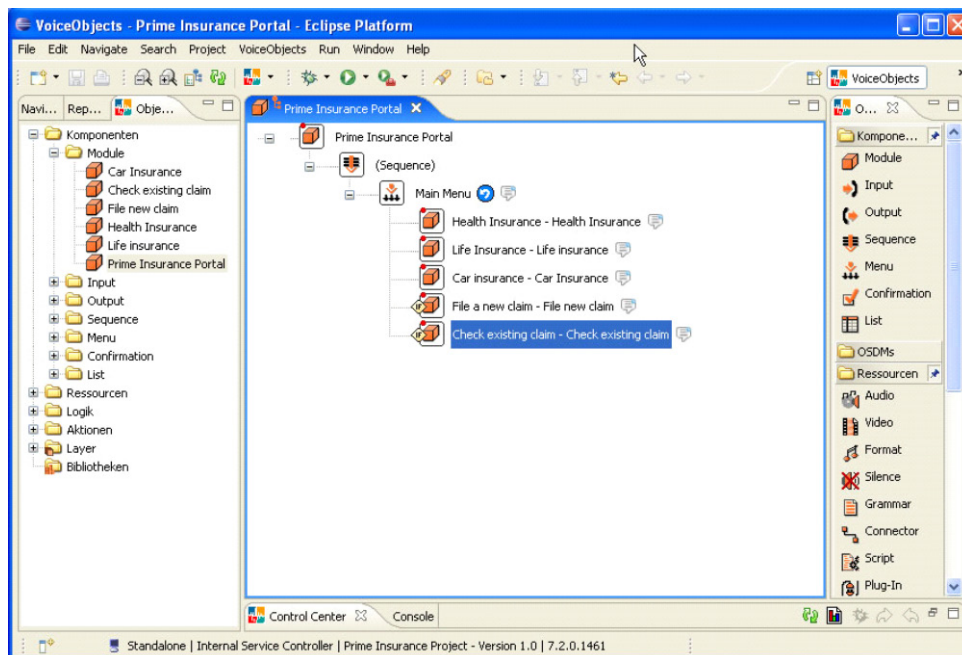 VoiceObjects - Prime Insurance Portal - Eclipse Platform
File Edit Navigate Search Project VoiceObjects Run Window Help
VoiceObjects
Navi... Rep... Obje...
Komponenten
Module
Car Insurance
Check existing claim
File new claim
Health Insurance
Life insurance
Prime Insurance Portal
Input
Output
Sequence
Menu
Confirmation
List
Ressourcen
Logik
Aktionen
Layer
Bibliotheken
Prime Insurance Portal
Prime Insurance Portal
(Sequence)
Main Menu
Health Insurance - Health Insurance
Life Insurance - Life insurance
Car insurance - Car Insurance
IF File a new claim - File new claim
IF Check existing claim - Check existing claim
O...
Kompone...
Module
Input
Output
Sequence
Menu
Confirmation
List
OSDMs
Ressourcen
Audio
Video
Format
Silence
Grammar
Connector
Script
Plug-In
Control Center Console
Standalone | Internal Service Controller | Prime Insurance Project - Version 1.0 | 7.2.0.1461